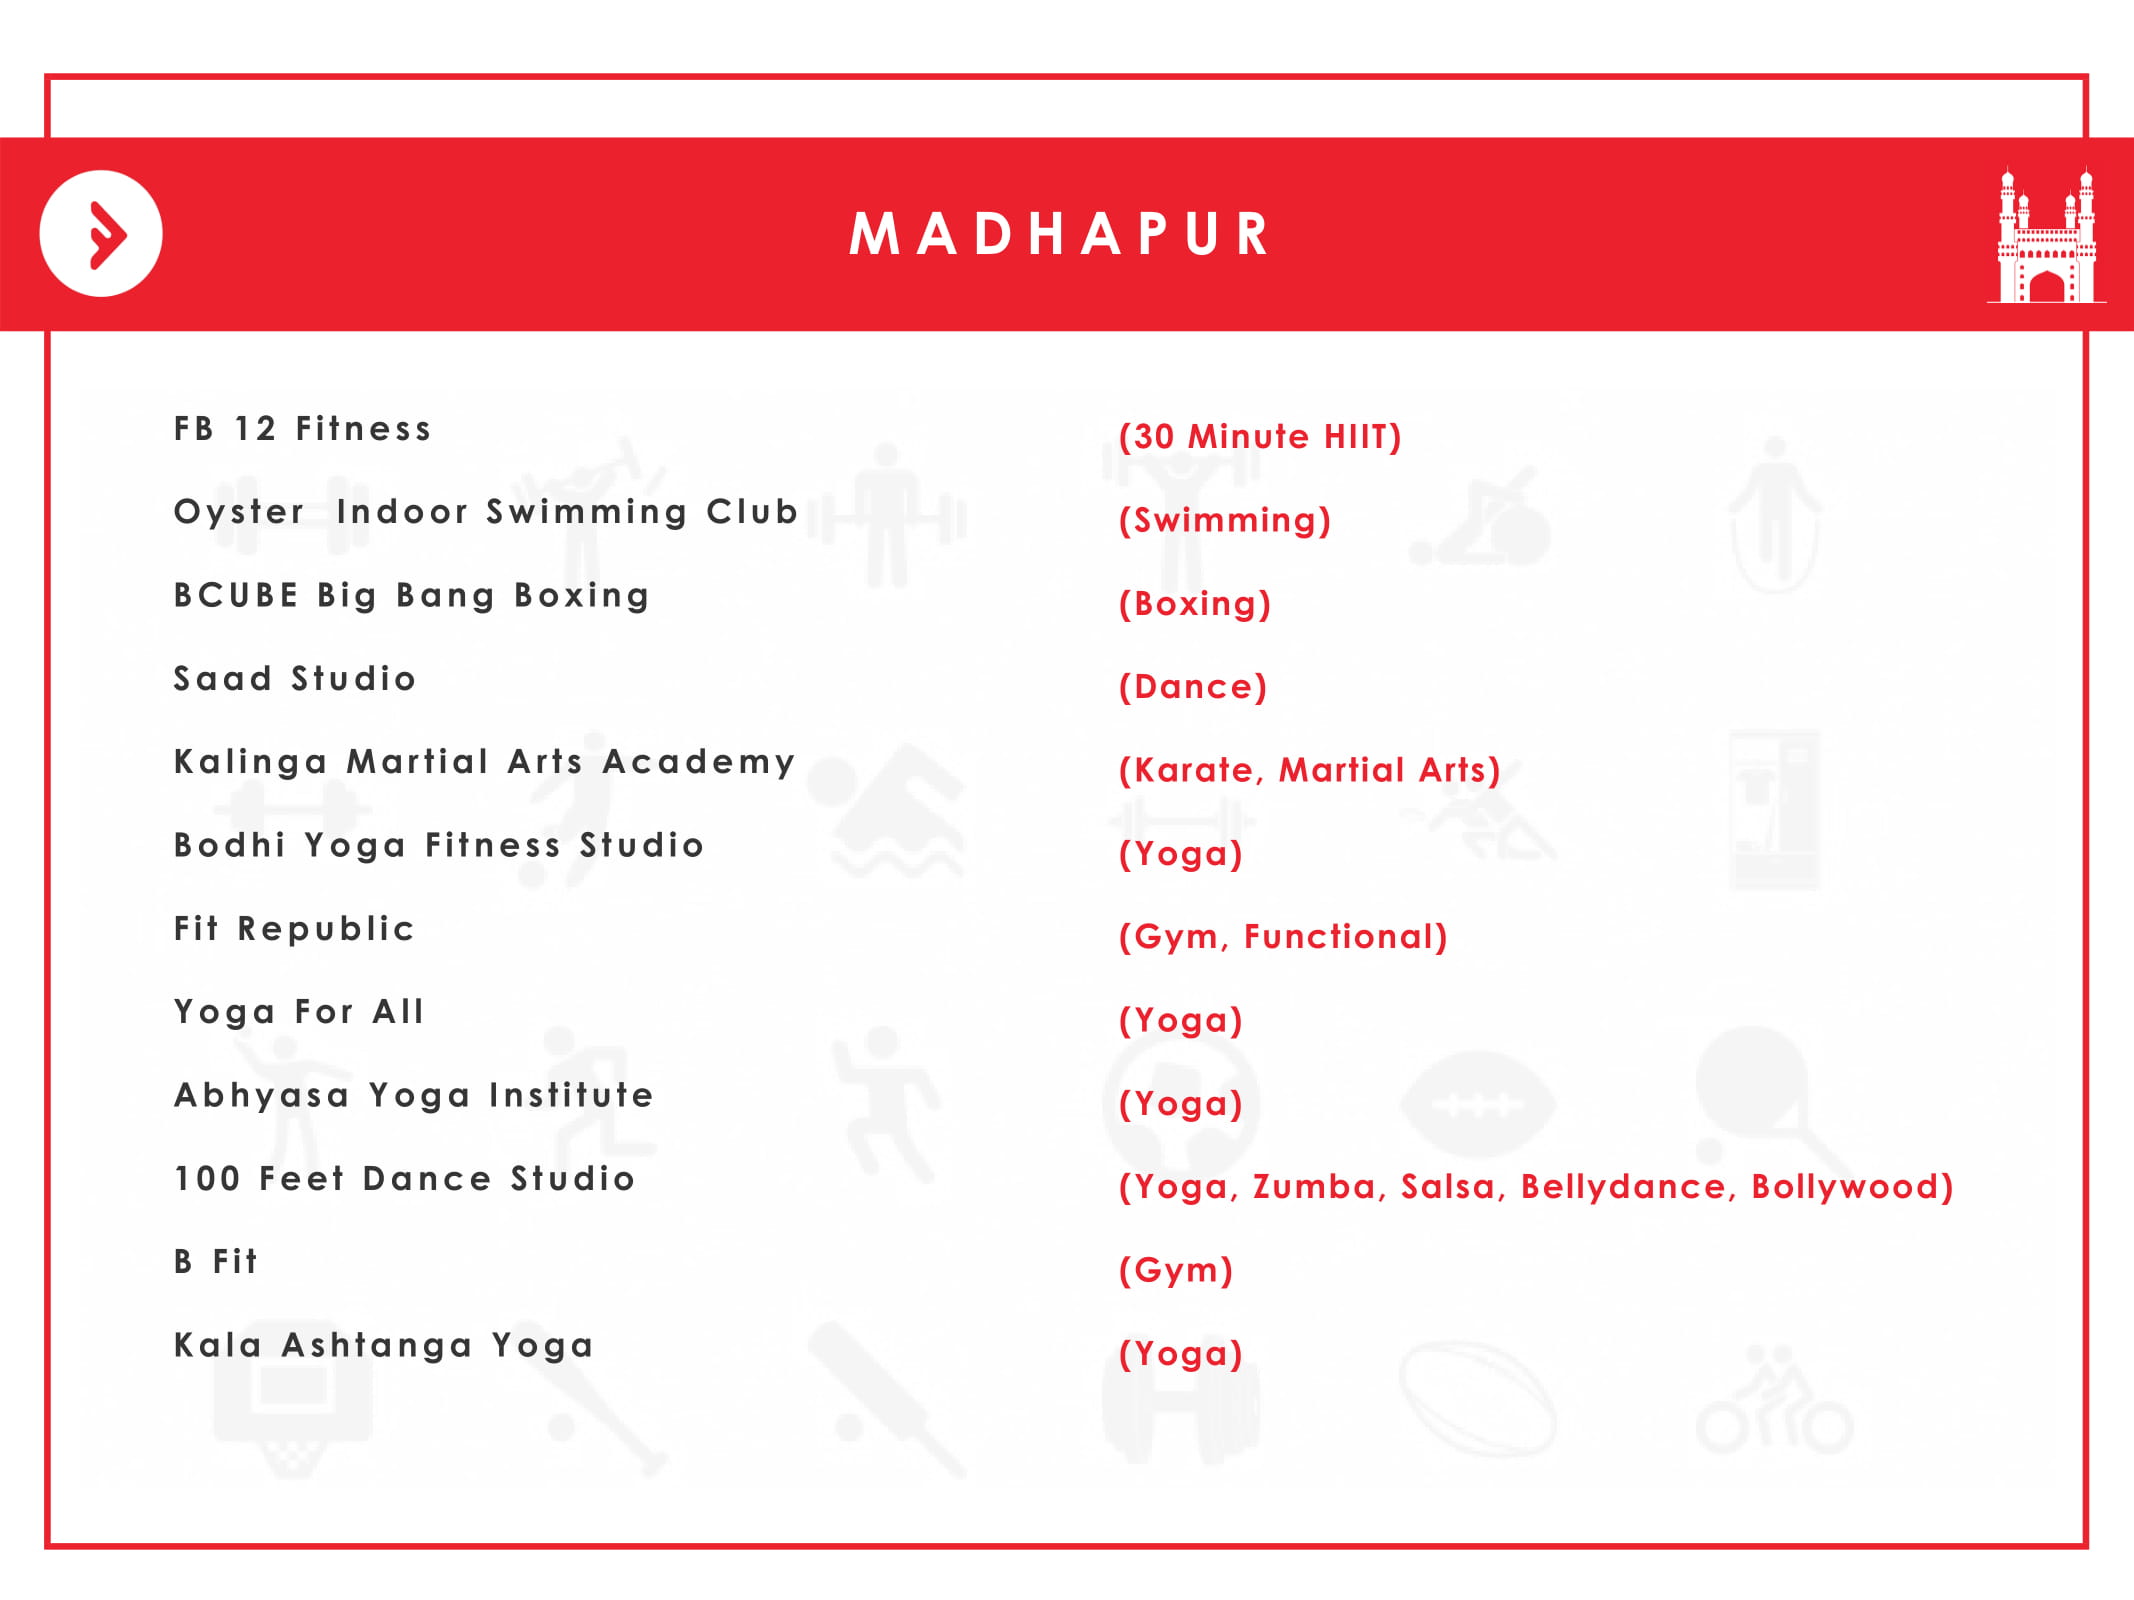 MADHAPUR
FB 12 Fitness (30 Minute HIIT)
Oyster Indoor Swimming Club (Swimming)
BCUBE Big Bang Boxing (Boxing)
Saad Studio (Dance)
Kalinga Martial Arts Academy (Karate, Martial Arts)
Bodhi Yoga Fitness Studio (Yoga)
Fit Republic (Gym, Functional)
Yoga For All (Yoga)
Abhyasa Yoga Institute (Yoga)
100 Feet Dance Studio (Yoga, Zumba, Salsa, Bellydance, Bollywood)
B Fit (Gym)
Kala Ashtanga Yoga (Yoga)